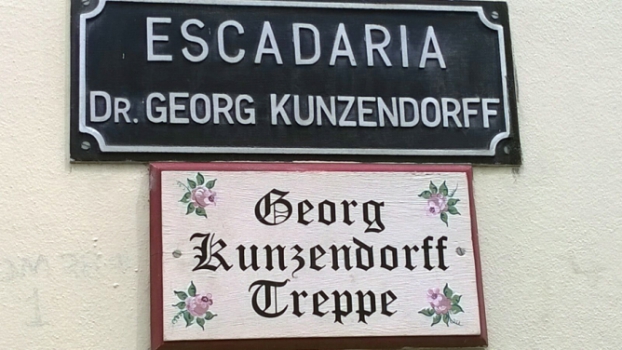 ESCADARIA
DR. GEORG KUNZENDORFF
Georg
Kunzendorff
Treppe